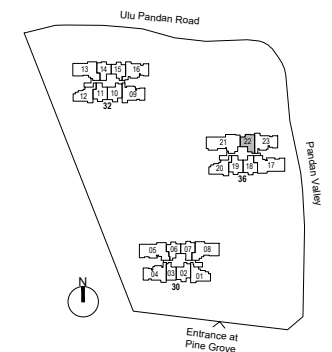 Ulu Pandan Road
13 14 15 16
12 11 10 09
32
21 22 23
20 19 18 17
36
Pandan Valley
05 06 07 08
04 03 02 01
30
N
Entrance at
Pine Grove